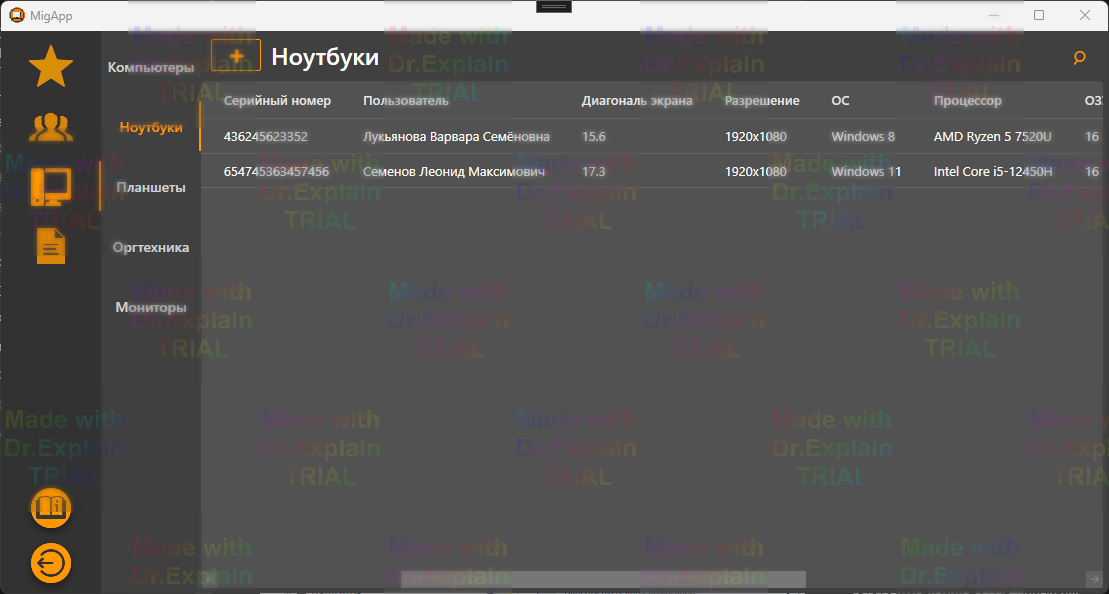 MigApp
Компьютеры
Ноутбуки
Планшеты
Оргтехника
Мониторы
+ Ноутбуки
Серийный номер Пользователь Диагональ экрана Разрешение ОС Процессор ОЗ
436245623352 Лукьянова Варвара Семёновна 15.6 1920x1080 Windows 8 AMD Ryzen 5 7520U 16
654745363457456 Семенов Леонид Максимович 17.3 1920x1080 Windows 11 Intel Core i5-12450H 16
Made with
Dr.Explain
TRIAL